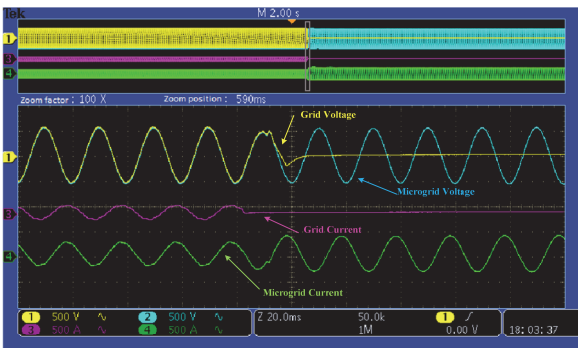 Tek
M 2.00 s
1
3
4
Zoom factor : 100 X Zoom position : 590ms
Grid Voltage
1
Microgrid Voltage
3
Grid Current
4
Microgrid Current
1 500 V ∿ 2 500 V ∿ Z 20.0ms 50.0k 1 ∫
3 500 A ∿ 4 500 A ∿ 1M 0.00 V 18:03:37